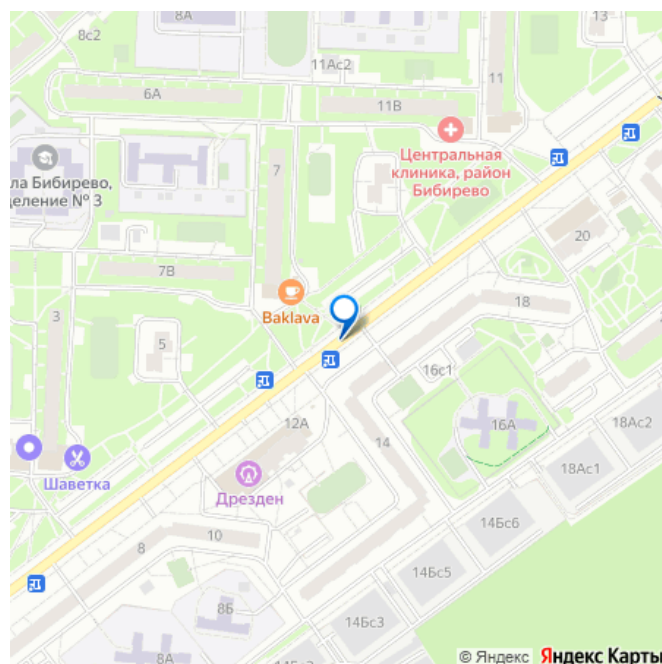 8А
8с2
13
11Ас2
6А
11В
11
Центральная
клиника, район
Бибирево
ла Бибирево,
деление № 3
7
20
7В
Baklava
18
3
5
16с1
12А
14
16А
18Ас2
Шаветка
Дрезден
18Ас1
14Бс6
8
10
14Бс5
8Б
14Бс3
8А
© Яндекс
Яндекс Карты